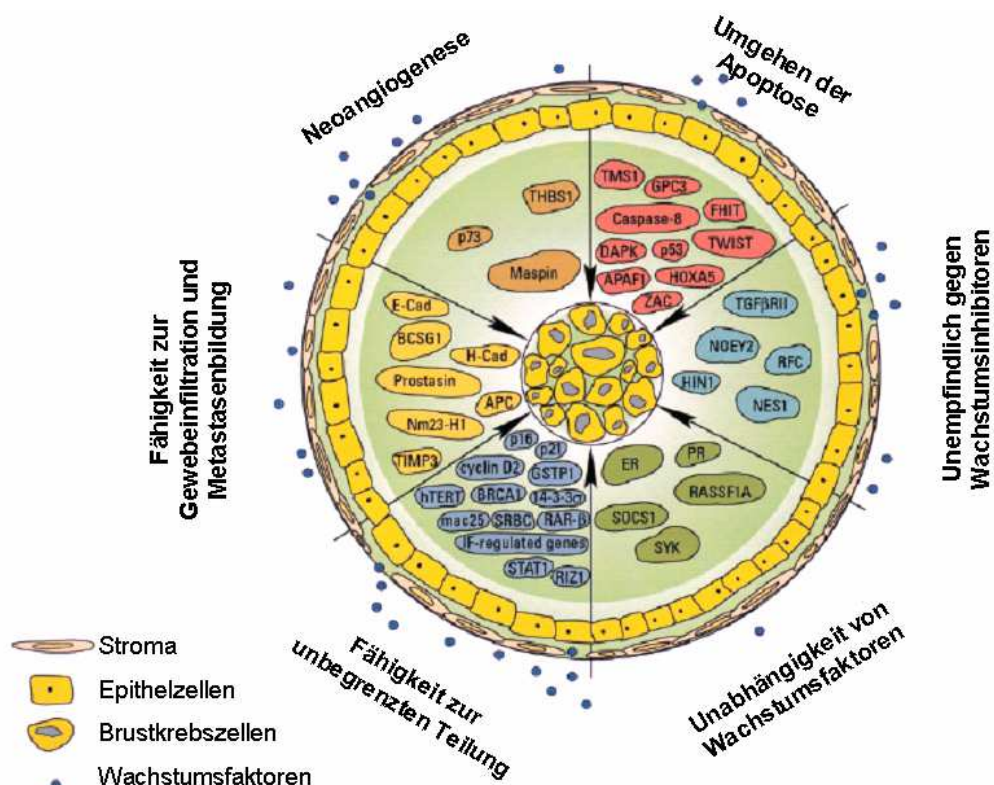 Neoangiogenese
Umgehen der
Apoptose
Unempfindlich gegen
Wachstumsinhibitoren
Unabhängigkeit von
Wachstumsfaktoren
Fähigkeit zur
unbegrenzten Teilung
Fähigkeit zur
Gewebeinfiltration und
Metastasenbildung
THBS1
p73
Maspin
TMS1
GPC3
Caspase-8
FHIT
DAPK
p53
TWIST
APAF1
HOXA5
ZAC
TGFβRII
NOEY2
RFC
HIN1
NES1
ER
PR
RASSF1A
SOCS1
SYK
p16
p21
cyclin D2
GSTP1
hTERT
BRCA1
14-3-3σ
mac25
SRBC
RAR-β
IF-regulated genes
STAT1
RIZ1
E-Cad
BCSG1
H-Cad
Prostasin
APC
Nm23-H1
TIMP3
Stroma
Epithelzellen
Brustkrebszellen
Wachstumsfaktoren